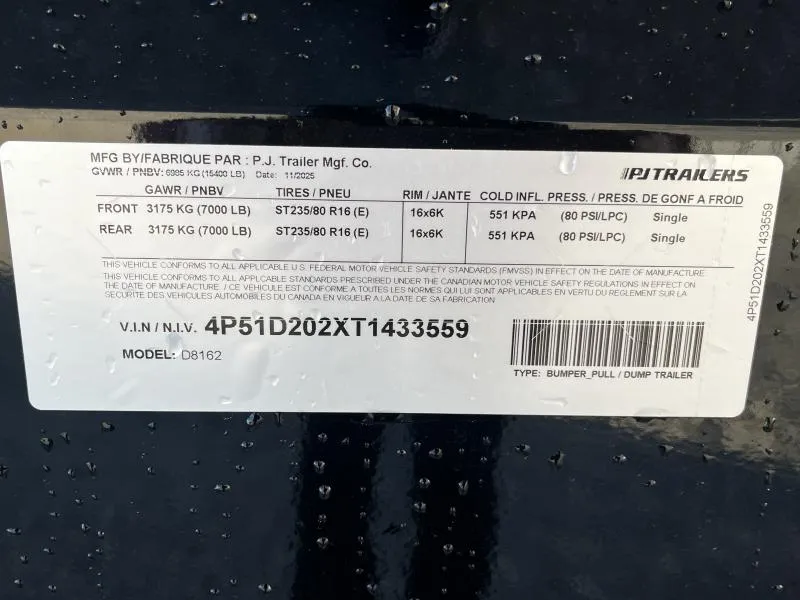 MFG BY/FABRIQUE PAR : P.J. Trailer Mfg. Co.
GVWR / PNBV: 6985 KG (15400 LB) Date: 11/2025
PJTRAILERS
GAWR / PNBV TIRES / PNEU RIM / JANTE COLD INFL. PRESS. / PRESS. DE GONF A FROID
FRONT 3175 KG (7000 LB) ST235/80 R16 (E) 16x6K 551 KPA (80 PSI/LPC) Single
REAR 3175 KG (7000 LB) ST235/80 R16 (E) 16x6K 551 KPA (80 PSI/LPC) Single
THIS VEHICLE CONFORMS TO ALL APPLICABLE U.S. FEDERAL MOTOR VEHICLE SAFETY STANDARDS (FMVSS) IN EFFECT ON THE DATE OF MANUFACTURE
THIS VEHICLE CONFORMS TO ALL APPLICABLE STANDARDS PRESCRIBED UNDER THE CANADIAN MOTOR VEHICLE SAFETY REGULATIONS IN EFFECT ON
THE DATE OF MANUFACTURE. / CE VEHICULE EST CONFORME A TOUTES LES NORMES QUI LUI SONT APPLICABLES EN VERTU DU REGLEMENT SUR LA
SECURITE DES VEHICULES AUTOMOBILES DU CANADA EN VIGUEUR A LA DATE DE SA FABRICATION
V.I.N / N.I.V. 4P51D202XT1433559
MODEL: D8162
TYPE: BUMPER_PULL / DUMP TRAILER
4P51D202XT1433559